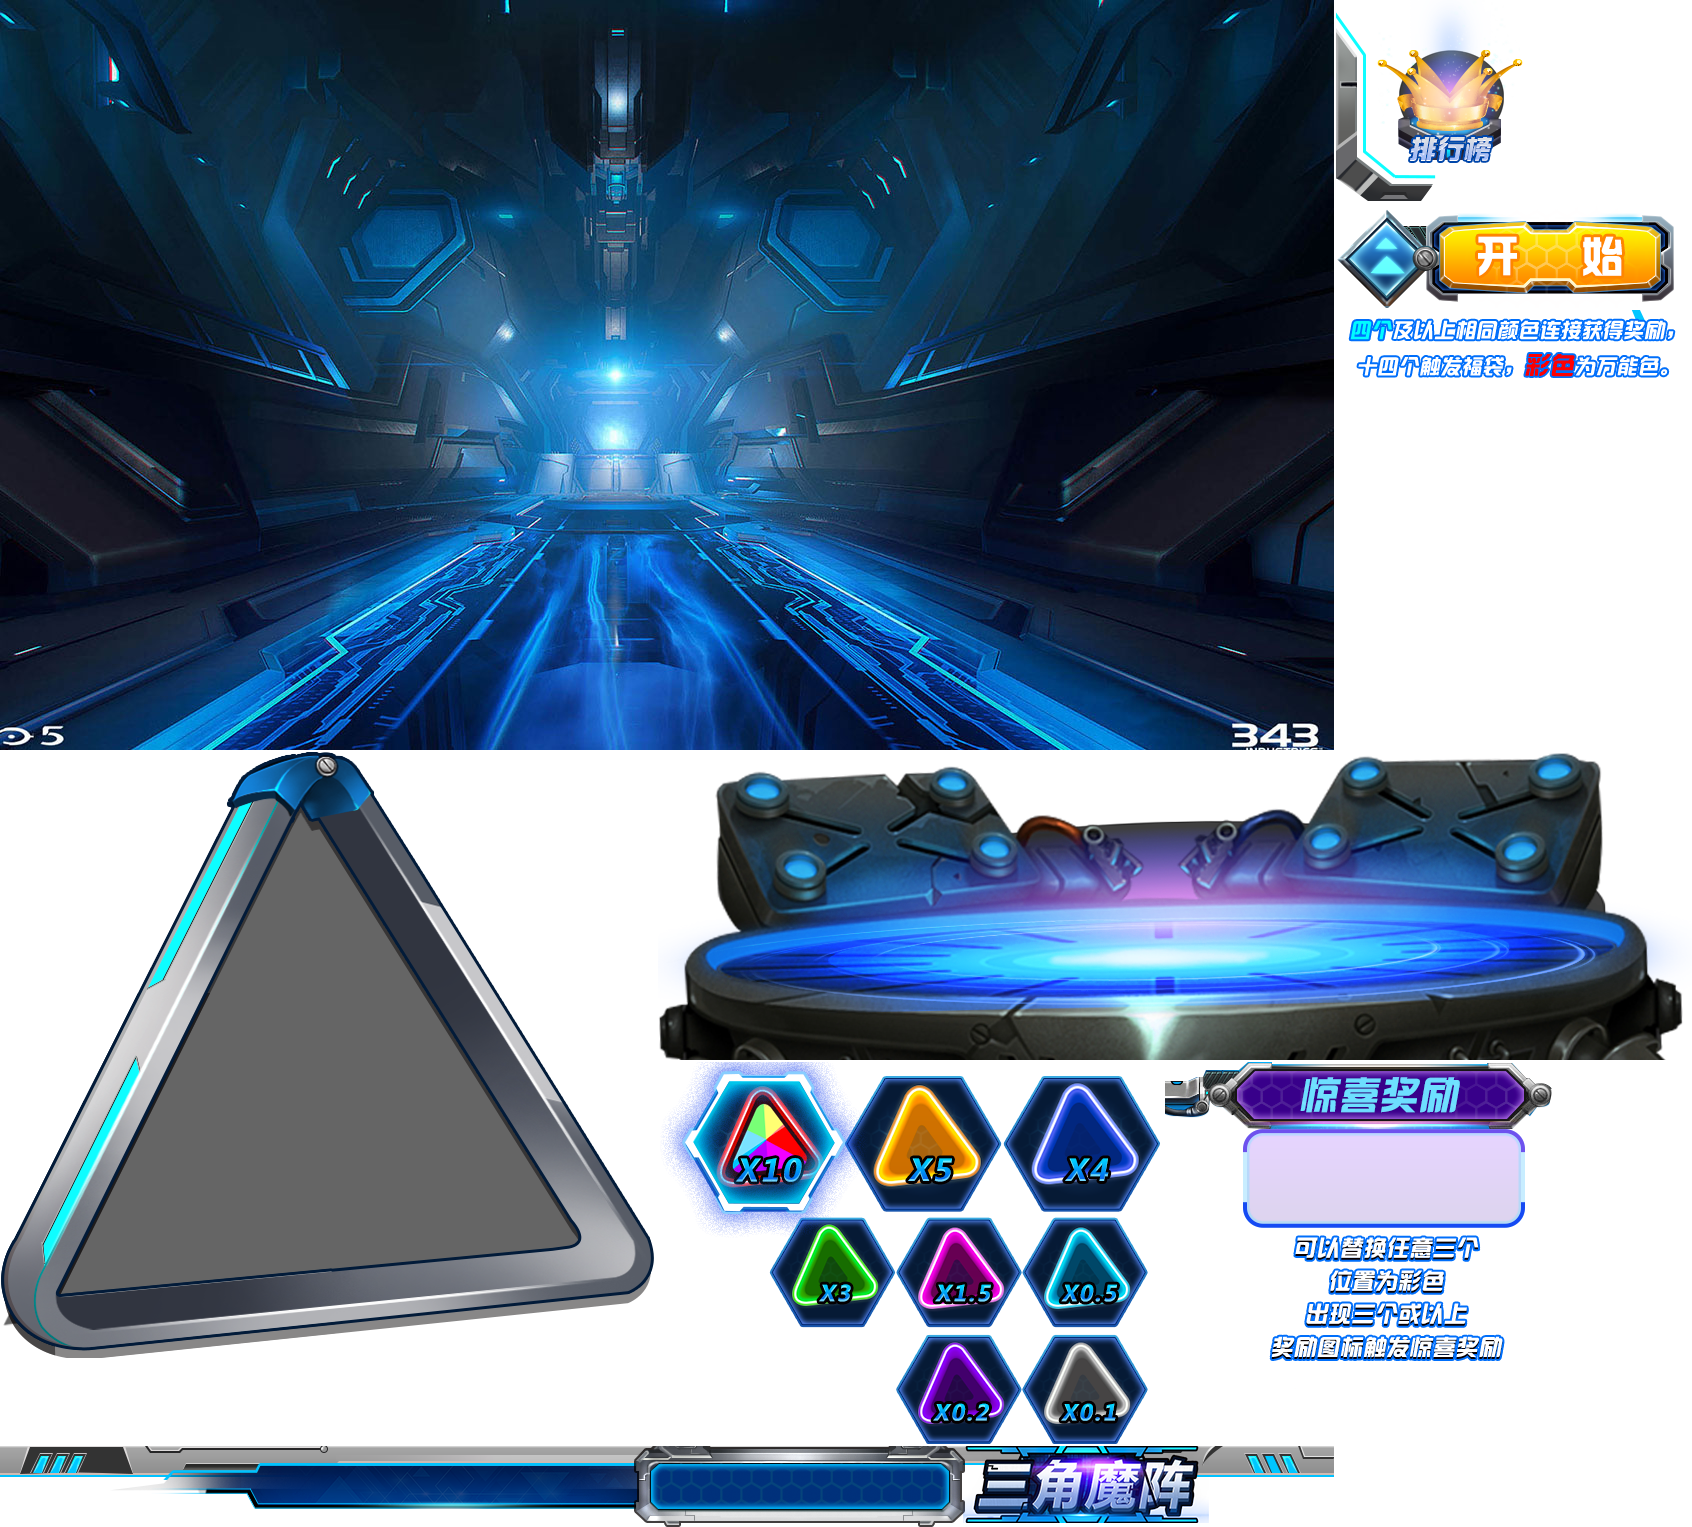 排行榜
开 始
四个及以上相同颜色连接获得奖励，
十四个触发福袋，彩色为万能色。
5
343
INDUSTRIES
X10
X5
X4
惊喜奖励
X3
X1.5
X0.5
可以替换任意三个
位置为彩色
出现三个或以上
奖励图标触发惊喜奖励
X0.2
X0.1
三角魔阵